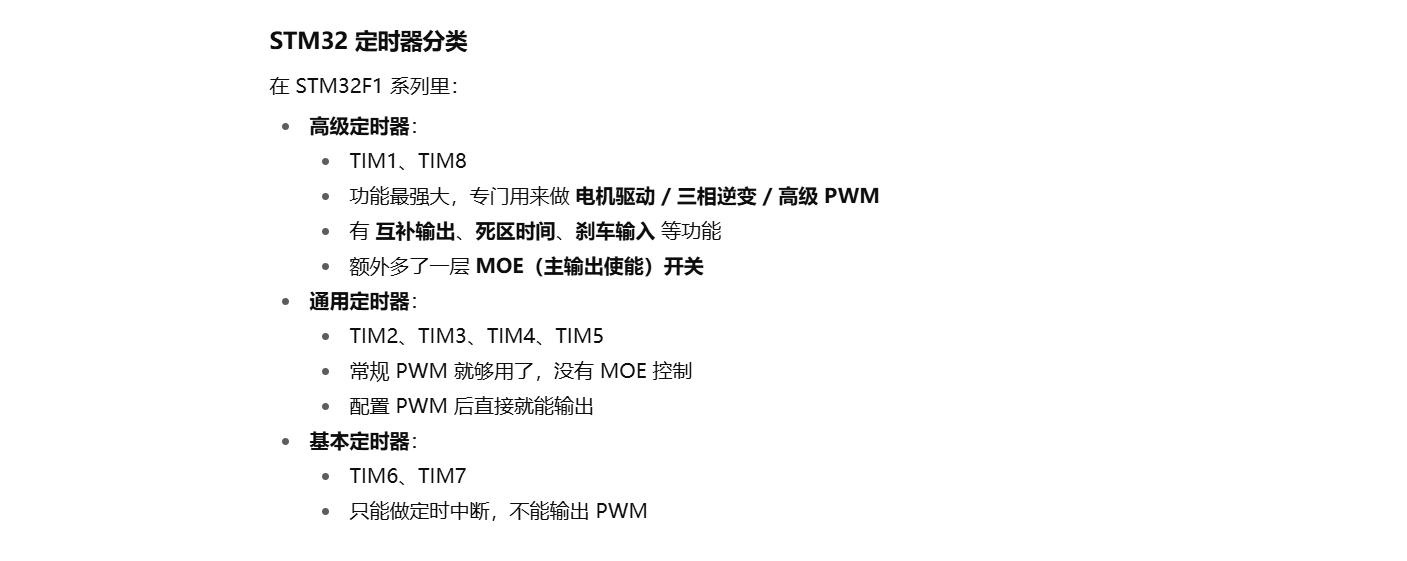 STM32 定时器分类
在 STM32F1 系列里：
高级定时器：
TIM1、TIM8
功能最强大，专门用来做 电机驱动 / 三相逆变 / 高级 PWM
有 互补输出、死区时间、刹车输入 等功能
额外多了一层 MOE（主输出使能）开关
通用定时器：
TIM2、TIM3、TIM4、TIM5
常规 PWM 就够用了，没有 MOE 控制
配置 PWM 后直接就能输出
基本定时器：
TIM6、TIM7
只能做定时中断，不能输出 PWM